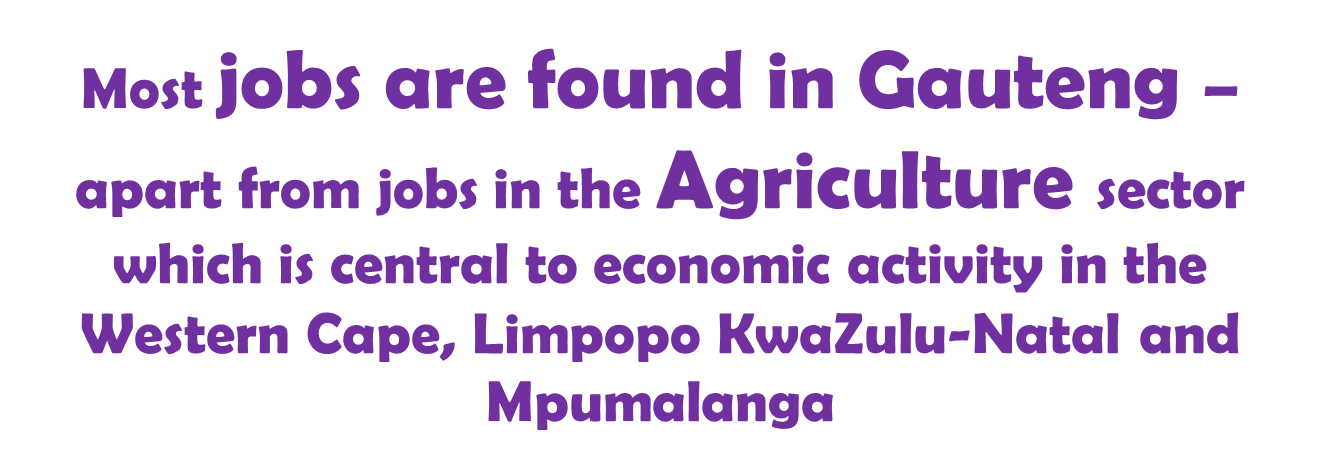 Most jobs are found in Gauteng –
apart from jobs in the Agriculture sector
which is central to economic activity in the
Western Cape, Limpopo KwaZulu-Natal and
Mpumalanga